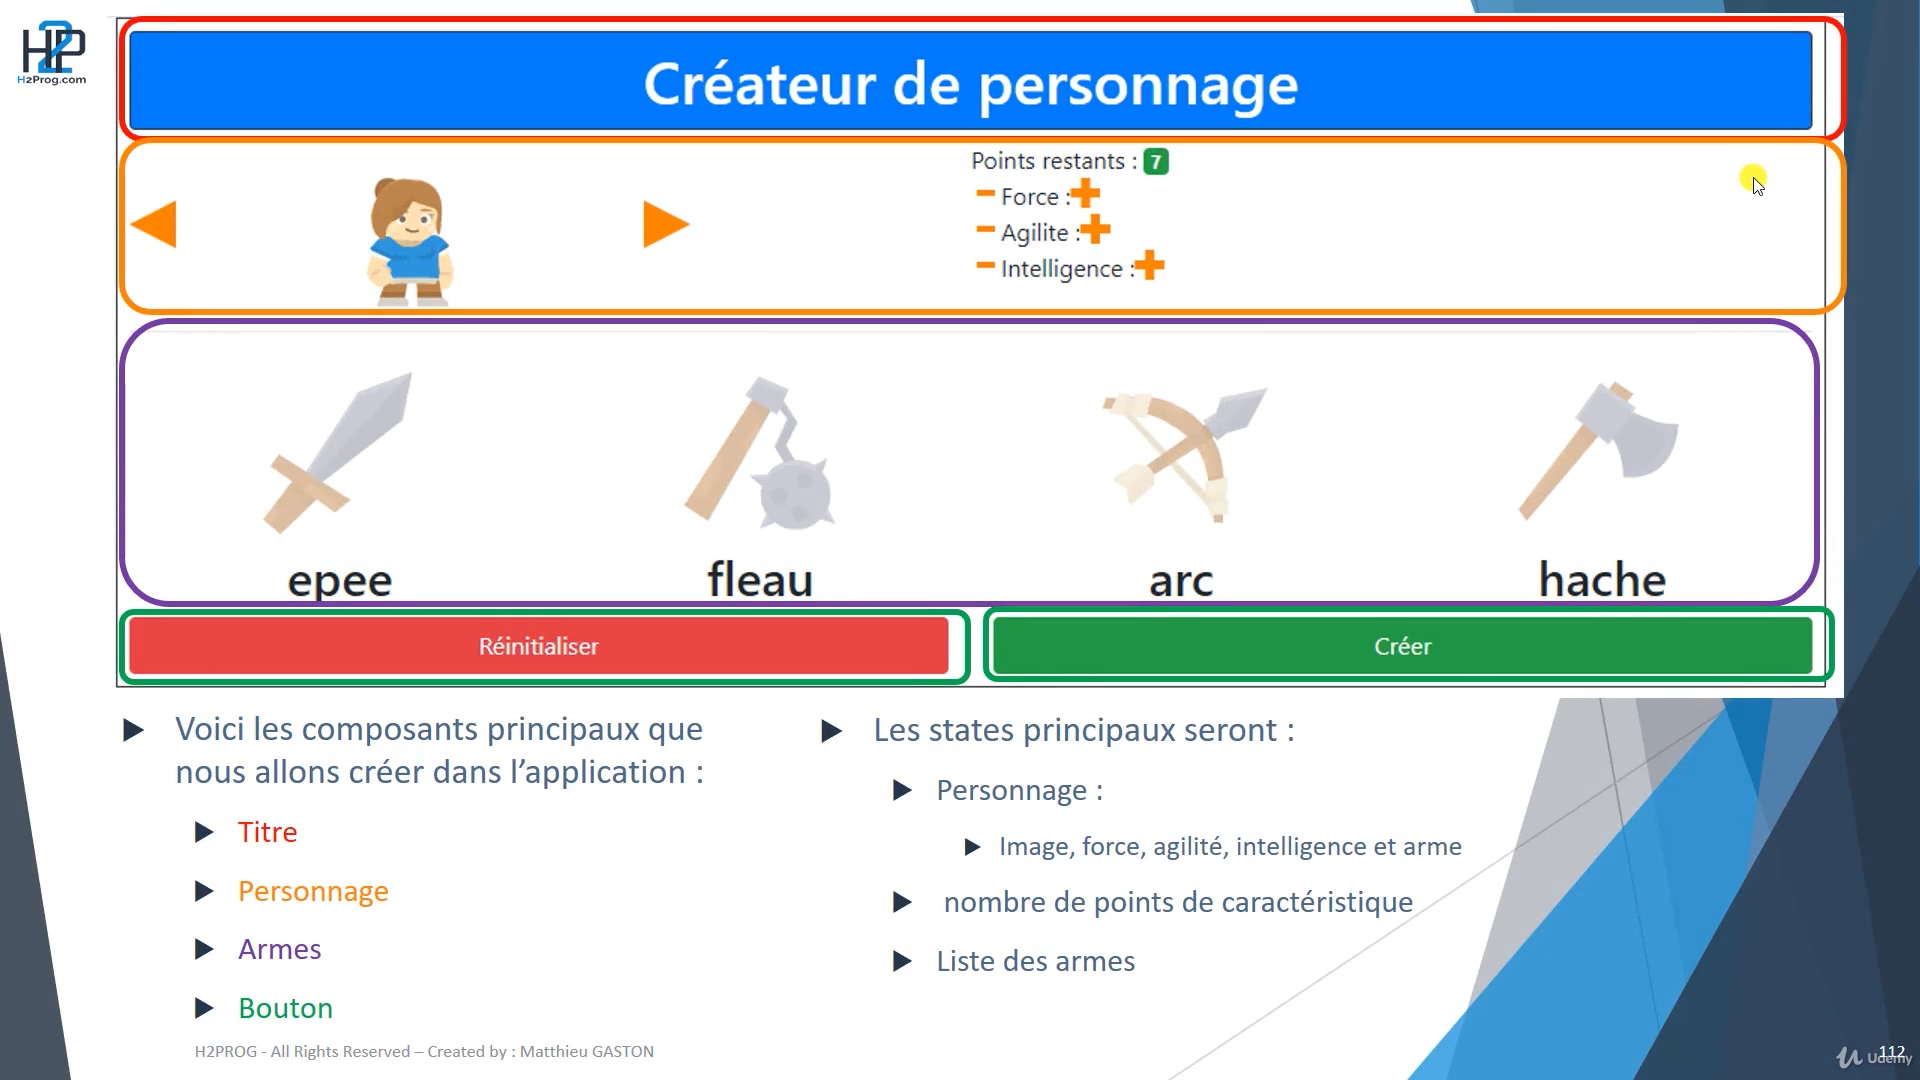 H2P
H2Prog.com
Créateur de personnage
Points restants : 7
Force :
Agilite :
Intelligence :
epee fleau arc hache
Réinitialiser Créer
Voici les composants principaux que
nous allons créer dans l’application :
Titre
Personnage
Armes
Bouton
Les states principaux seront :
Personnage :
Image, force, agilité, intelligence et arme
nombre de points de caractéristique
Liste des armes
H2PROG - All Rights Reserved – Created by : Matthieu GASTON
112
Udemy